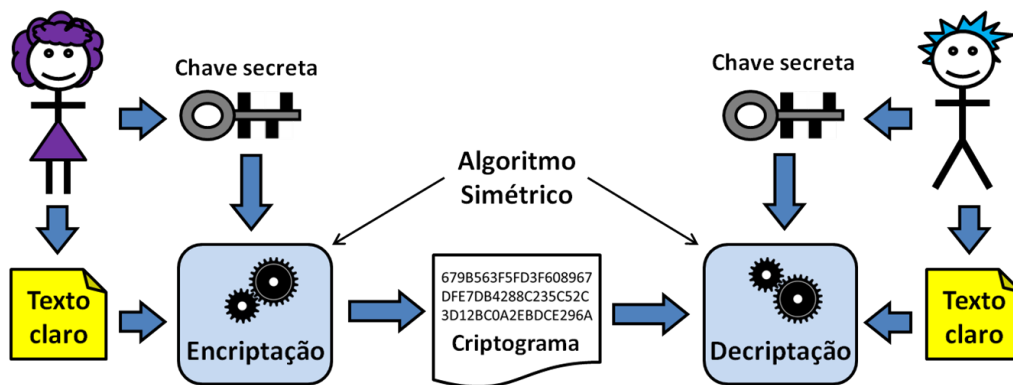 Chave secreta
Chave secreta
Algoritmo
Simétrico
679B563F5FD3F608967
DFE7DB4288C235C52C
3D12BC0A2EBDCE296A
Criptograma
Texto
claro
Encriptação
Decriptação
Texto
claro